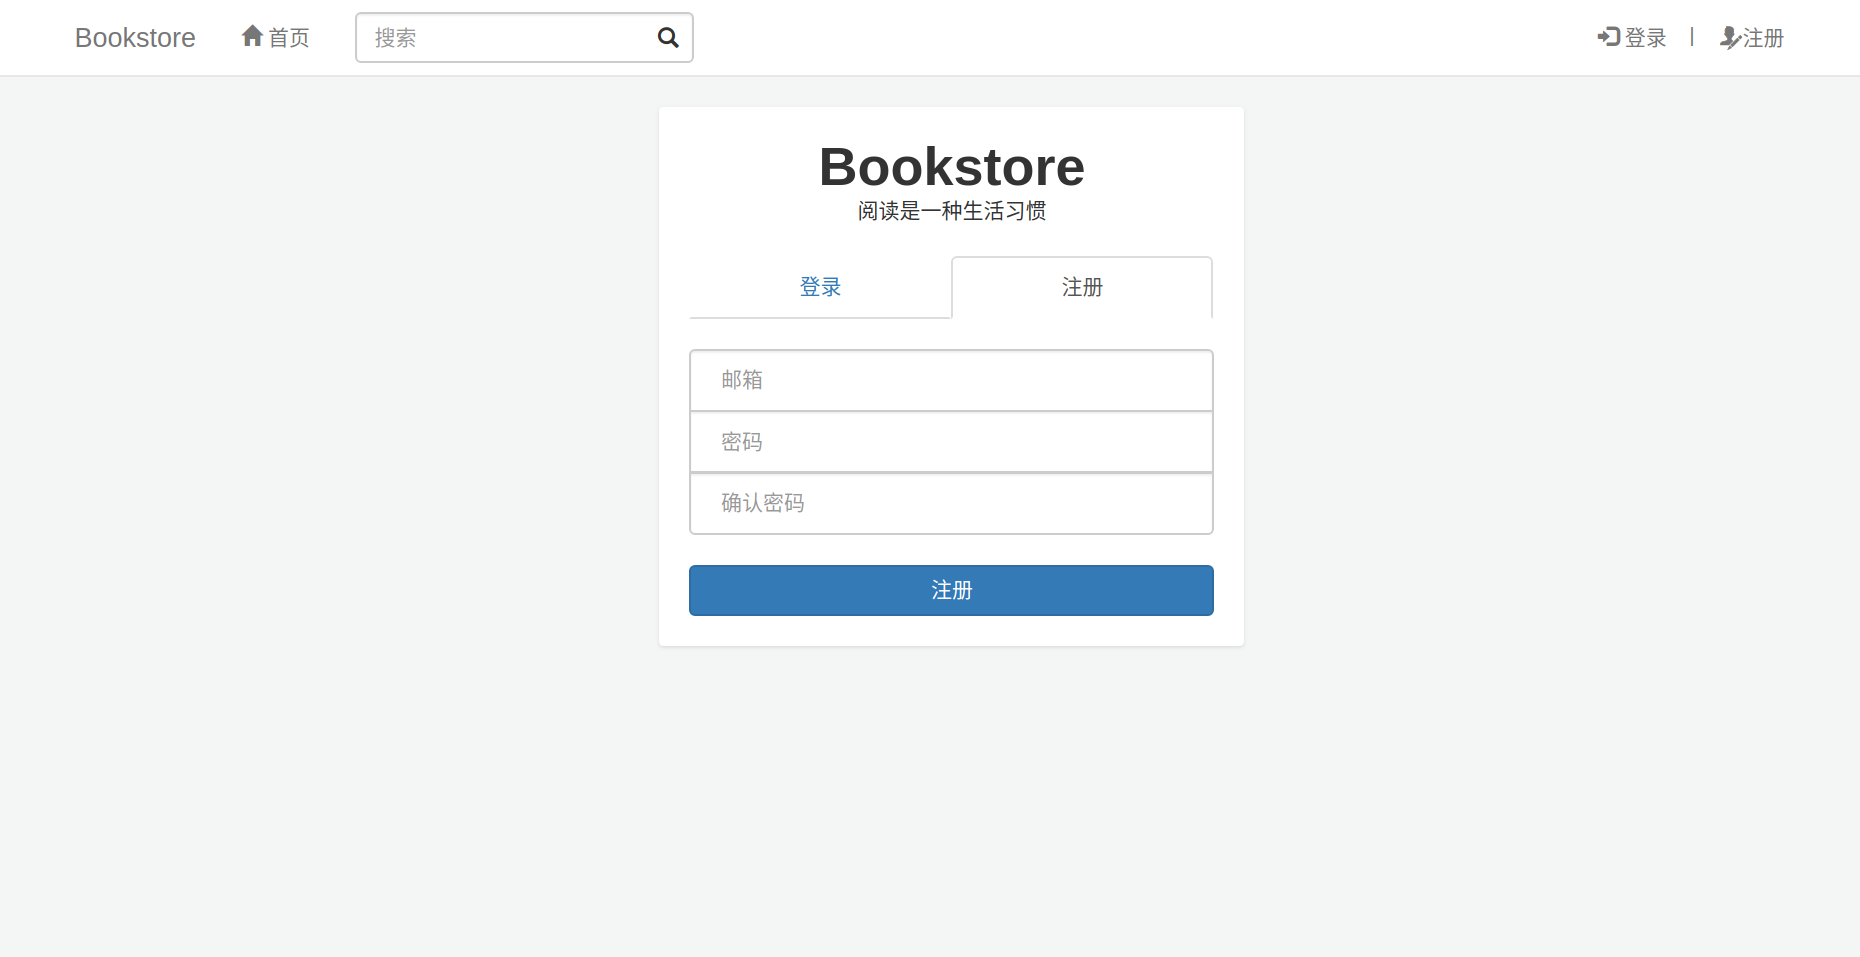 Bookstore 首页 搜索 登录 | 注册
Bookstore
阅读是一种生活习惯
登录 注册
邮箱
密码
确认密码
注册